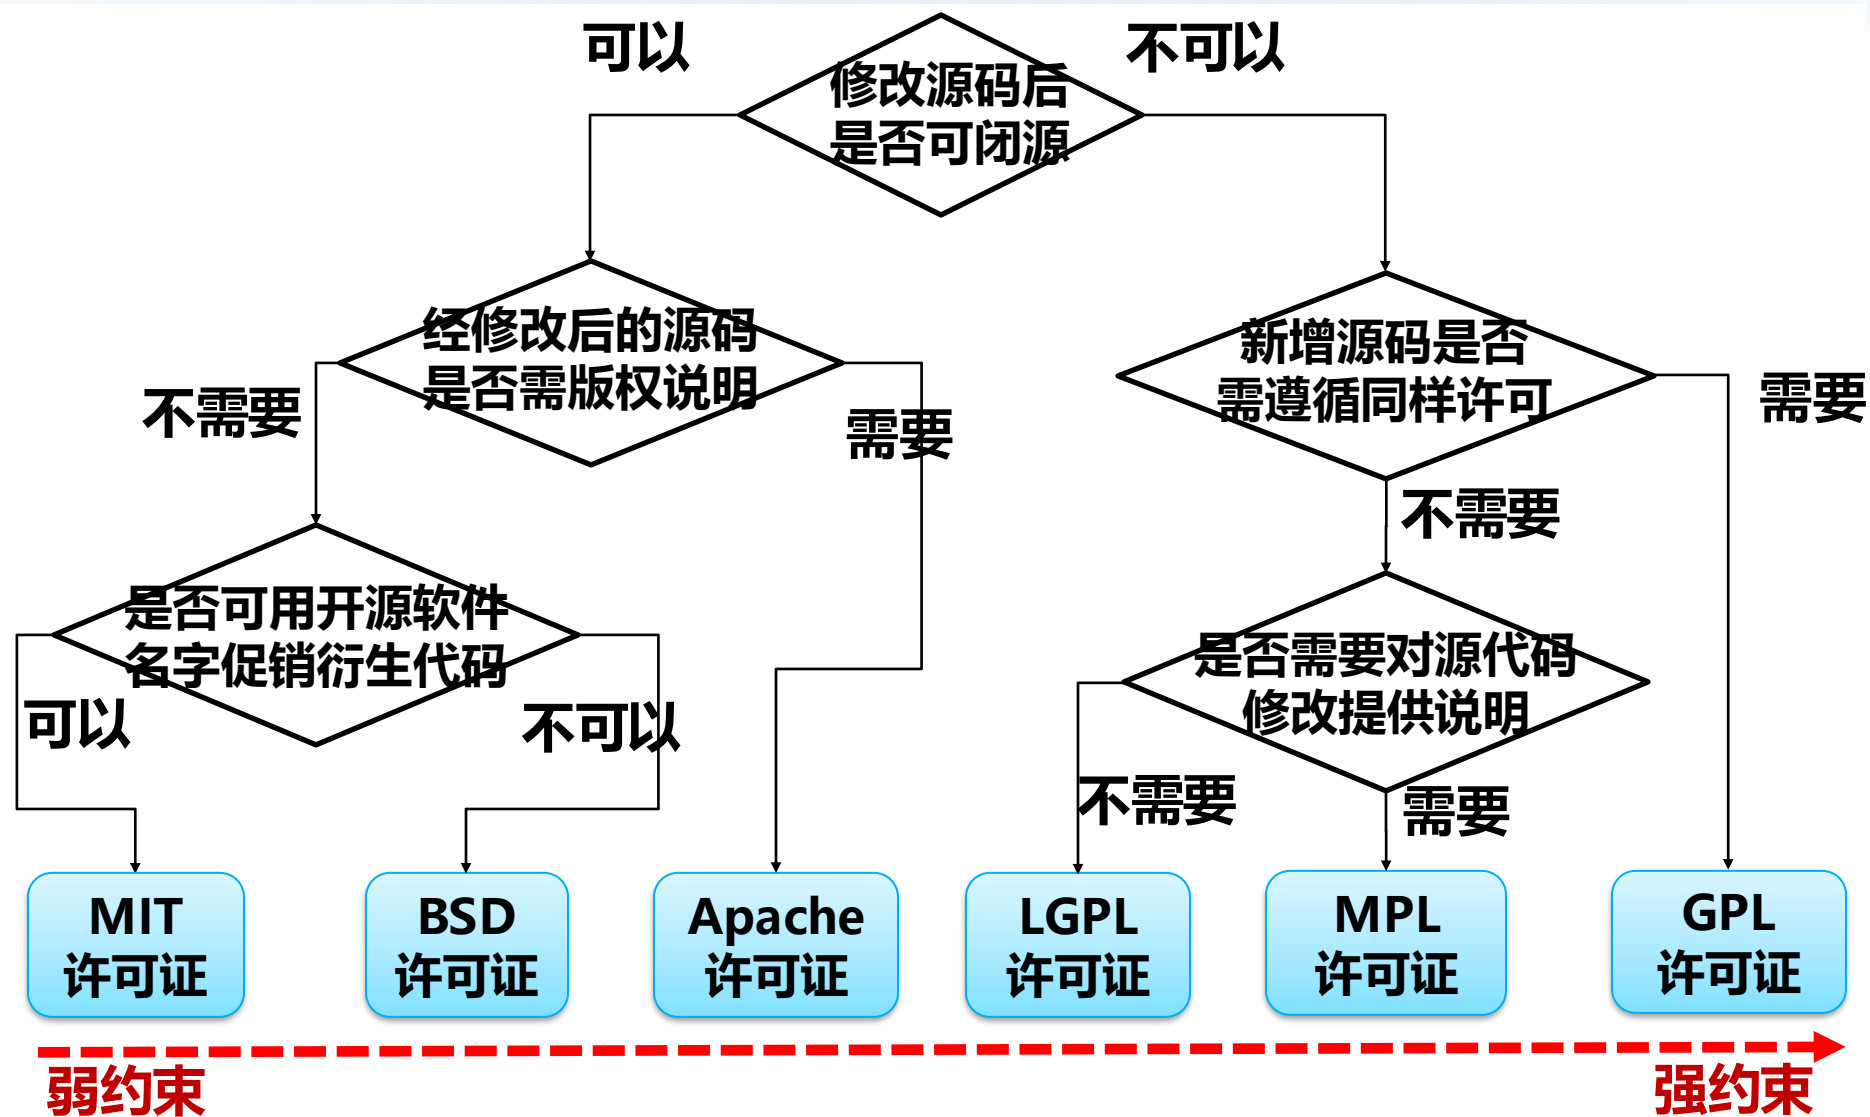 可以
不可以
修改源码后
是否可闭源
经修改后的源码
是否需版权说明
新增源码是否
需遵循同样许可
不需要
需要
需要
不需要
是否可用开源软件
名字促销衍生代码
是否需要对源代码
修改提供说明
可以
不可以
不需要
需要
MIT
许可证
BSD
许可证
Apache
许可证
LGPL
许可证
MPL
许可证
GPL
许可证
弱约束
强约束